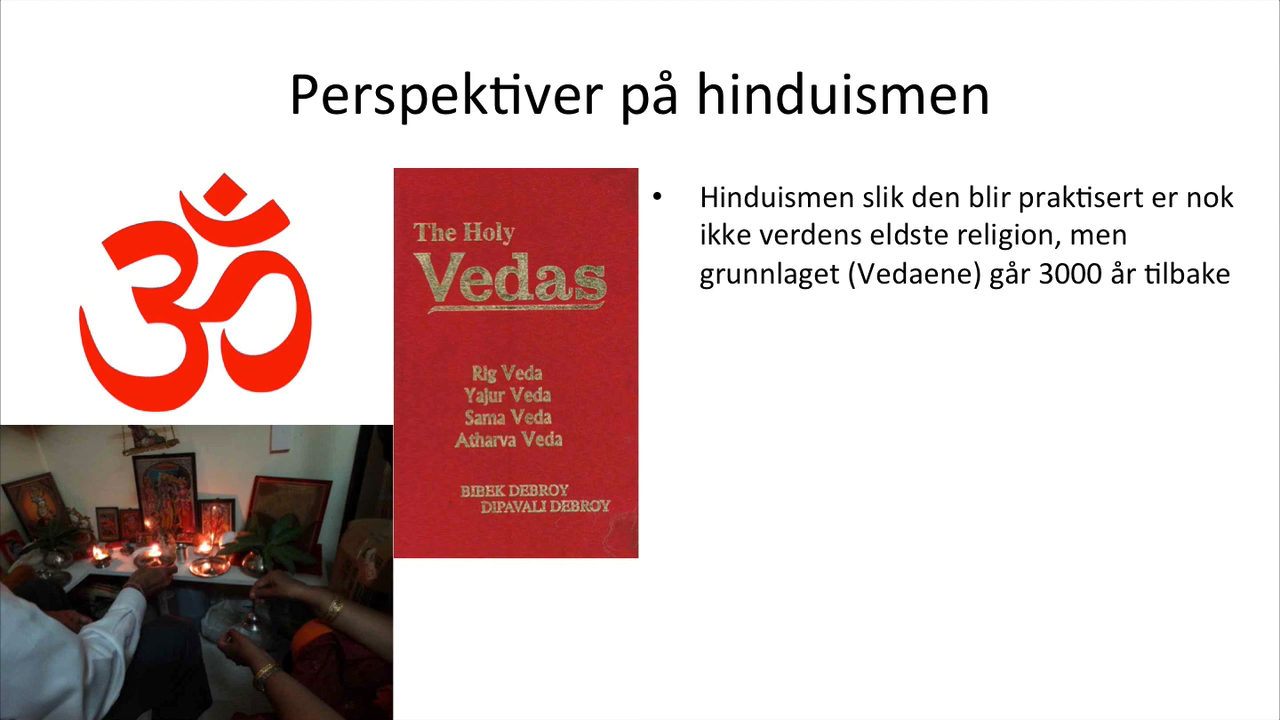 Perspektiver på hinduismen
ॐ
The Holy
Vedas
Rig Veda
Yajur Veda
Sama Veda
Atharva Veda
BIBEK DEBROY
DIPAVALI DEBROY
• Hinduismen slik den blir praktisert er nok
ikke verdens eldste religion, men
grunnlaget (Vedaene) går 3000 år tilbake